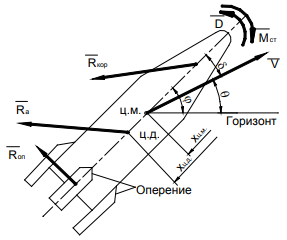 D̅
M̅ст
R̅кор
V̅
δ
θ
R̅а
ц.м.
φ
Горизонт
ц.д.
Xц.м.
R̅оп
Xц.д.
Оперение